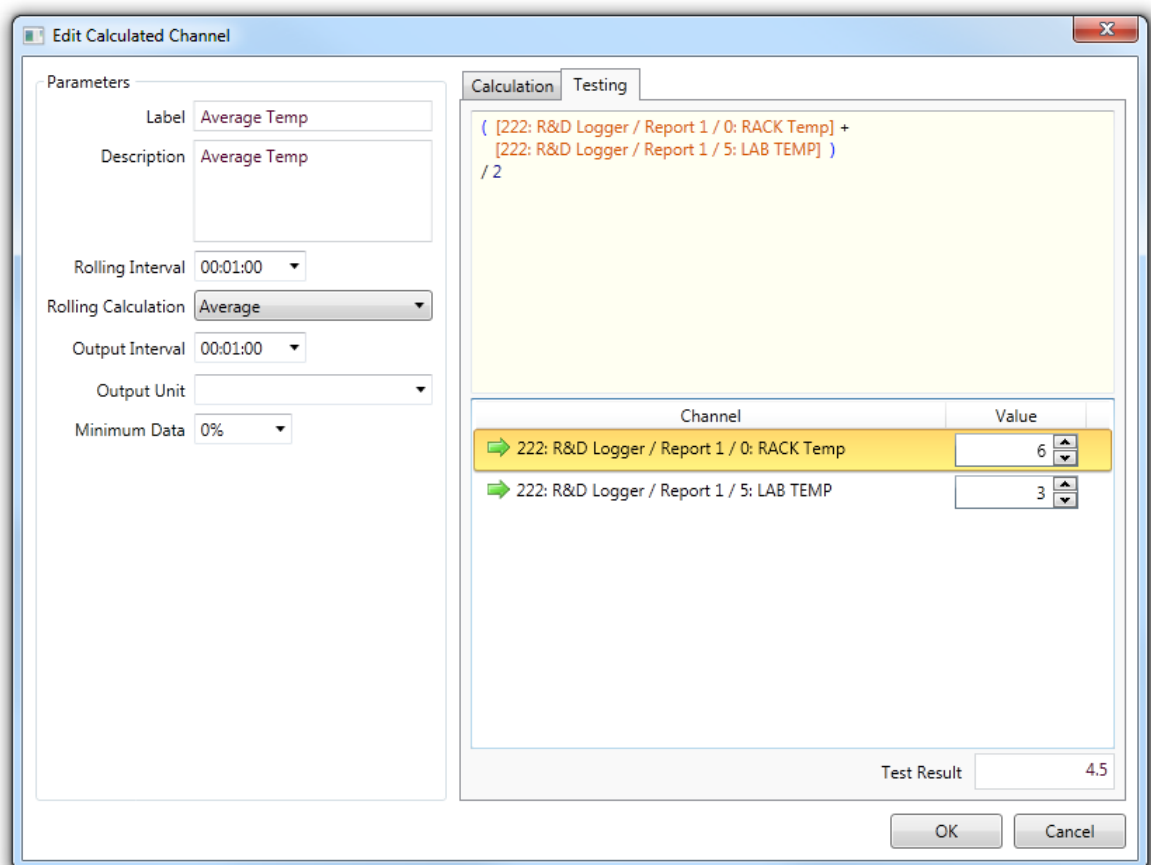 Edit Calculated Channel
Parameters
Label Average Temp
Description Average Temp
Rolling Interval 00:01:00
Rolling Calculation Average
Output Interval 00:01:00
Output Unit
Minimum Data 0%
Calculation Testing
( [222: R&D Logger / Report 1 / 0: RACK Temp] +
[222: R&D Logger / Report 1 / 5: LAB TEMP] )
/ 2
Channel Value
222: R&D Logger / Report 1 / 0: RACK Temp 6
222: R&D Logger / Report 1 / 5: LAB TEMP 3
Test Result 4.5
OK Cancel